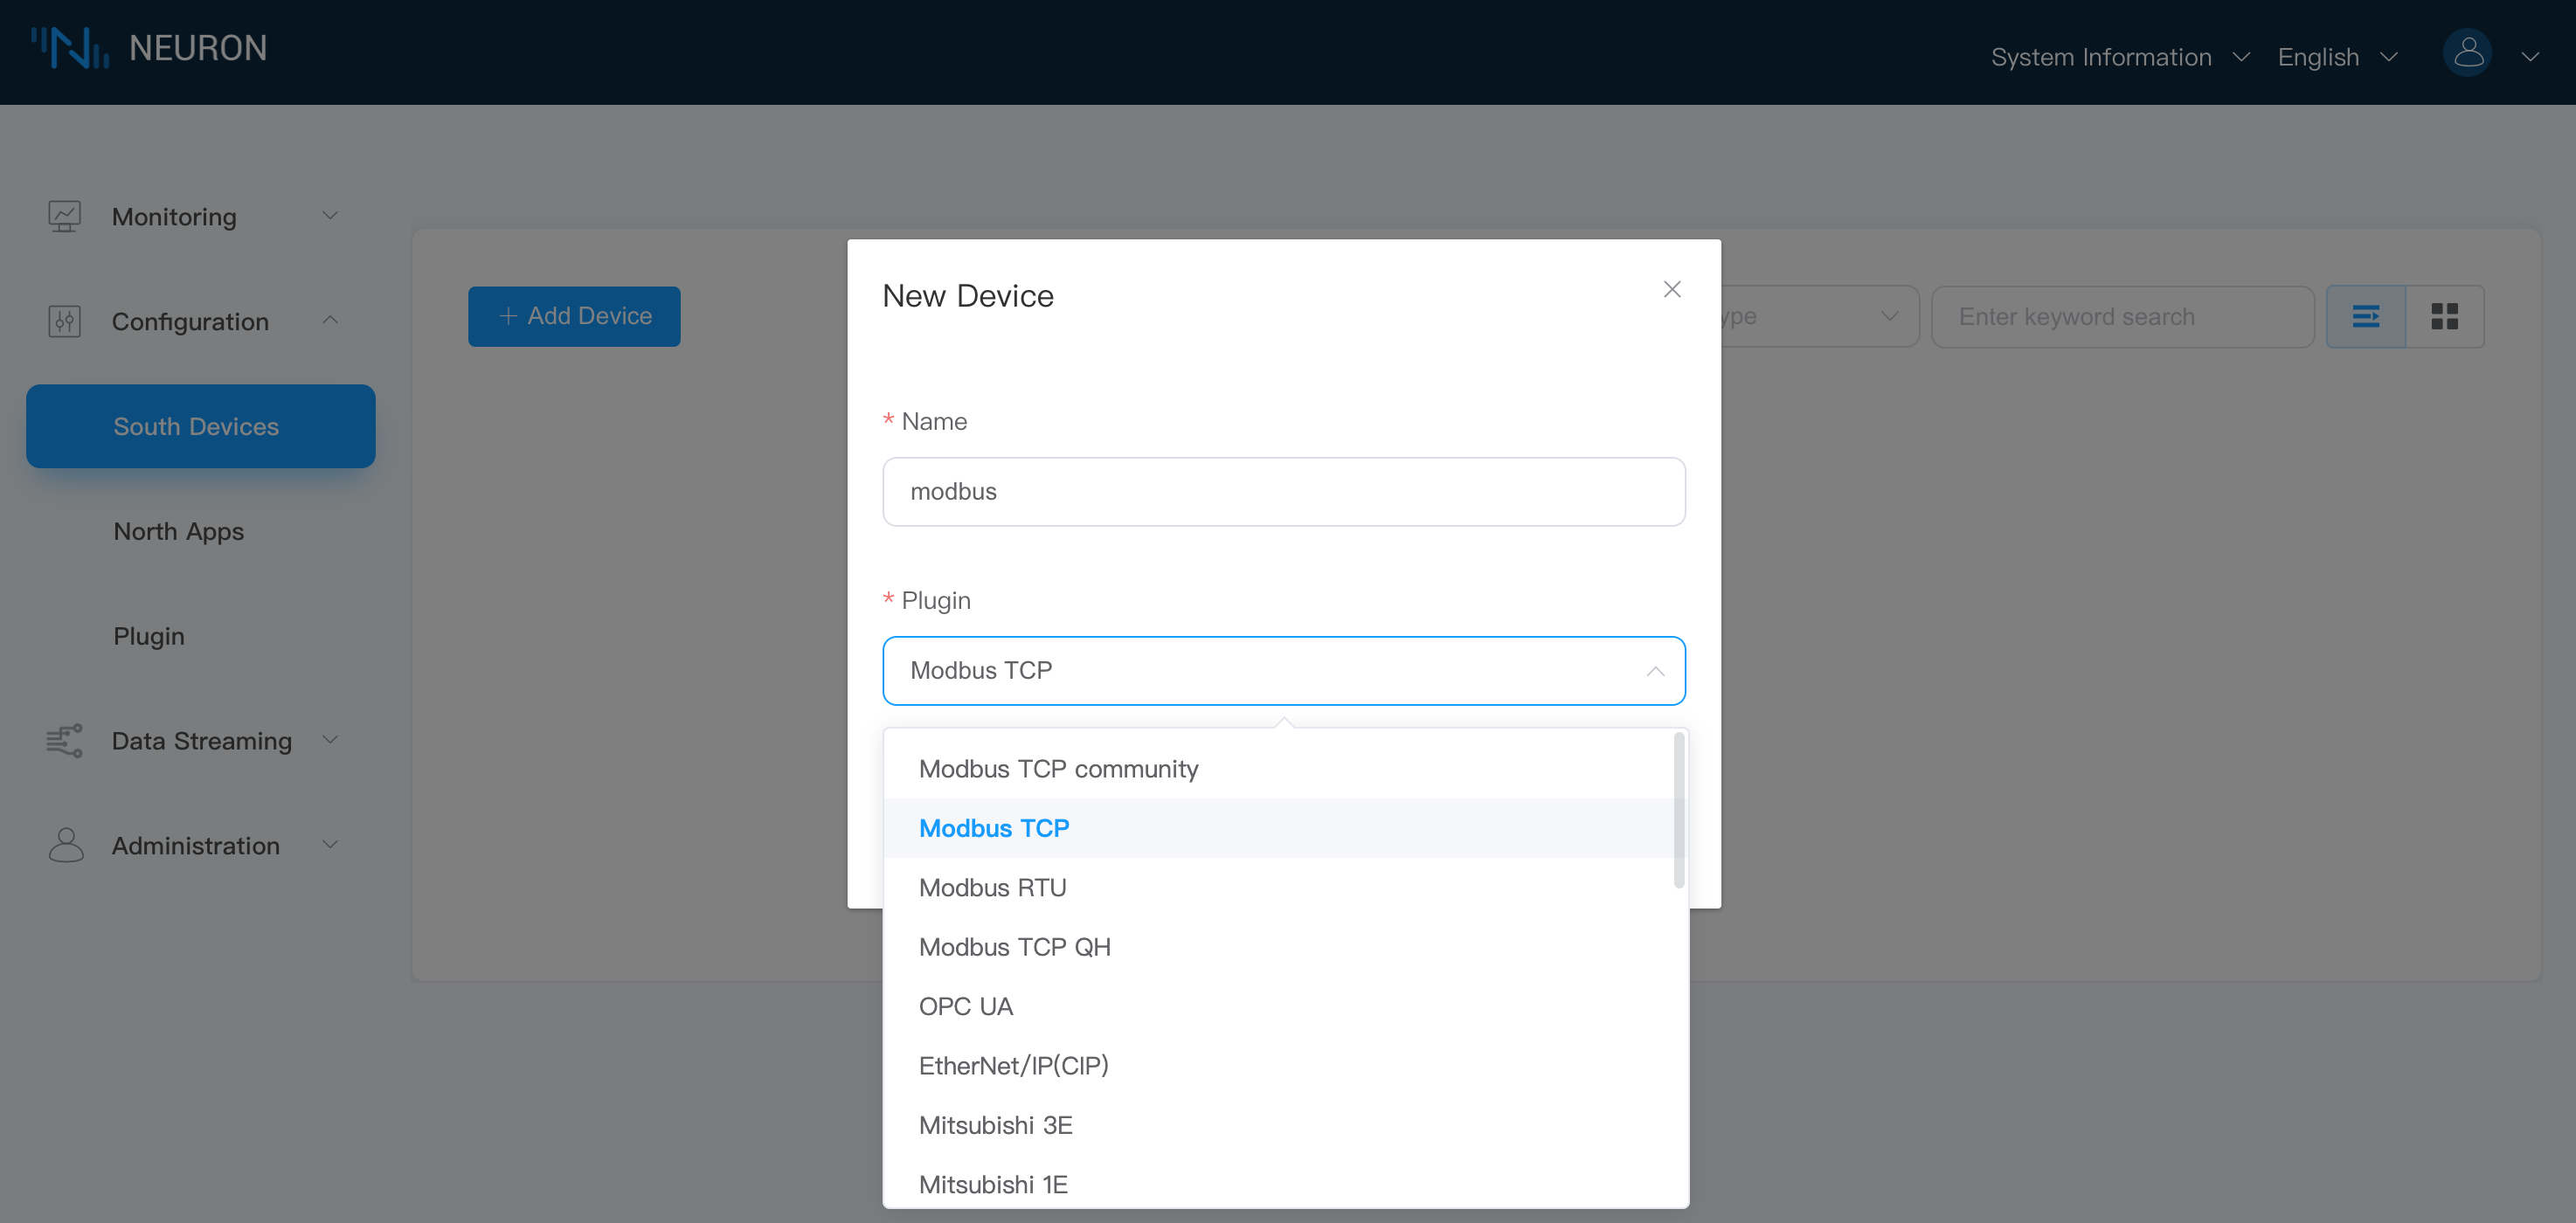 NEURON
System Information
English
Monitoring
Configuration
South Devices
North Apps
Plugin
Data Streaming
Administration
+ Add Device
ype
Enter keyword search
New Device
* Name
modbus
* Plugin
Modbus TCP
Modbus TCP community
Modbus TCP
Modbus RTU
Modbus TCP QH
OPC UA
EtherNet/IP(CIP)
Mitsubishi 3E
Mitsubishi 1E